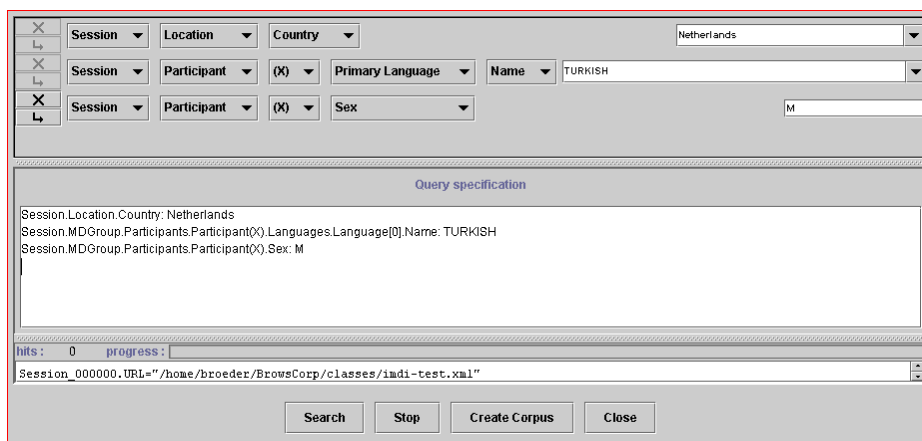 Session Location Country Netherlands
Session Participant (X) Primary Language Name TURKISH
Session Participant (X) Sex M
Query specification
Session.Location.Country: Netherlands
Session.MDGroup.Participants.Participant(X).Languages.Language[0].Name: TURKISH
Session.MDGroup.Participants.Participant(X).Sex: M
hits : 0 progress :
Session_000000.URL="/home/broeder/BrowsCorp/classes/imdi-test.xml"
Search Stop Create Corpus Close